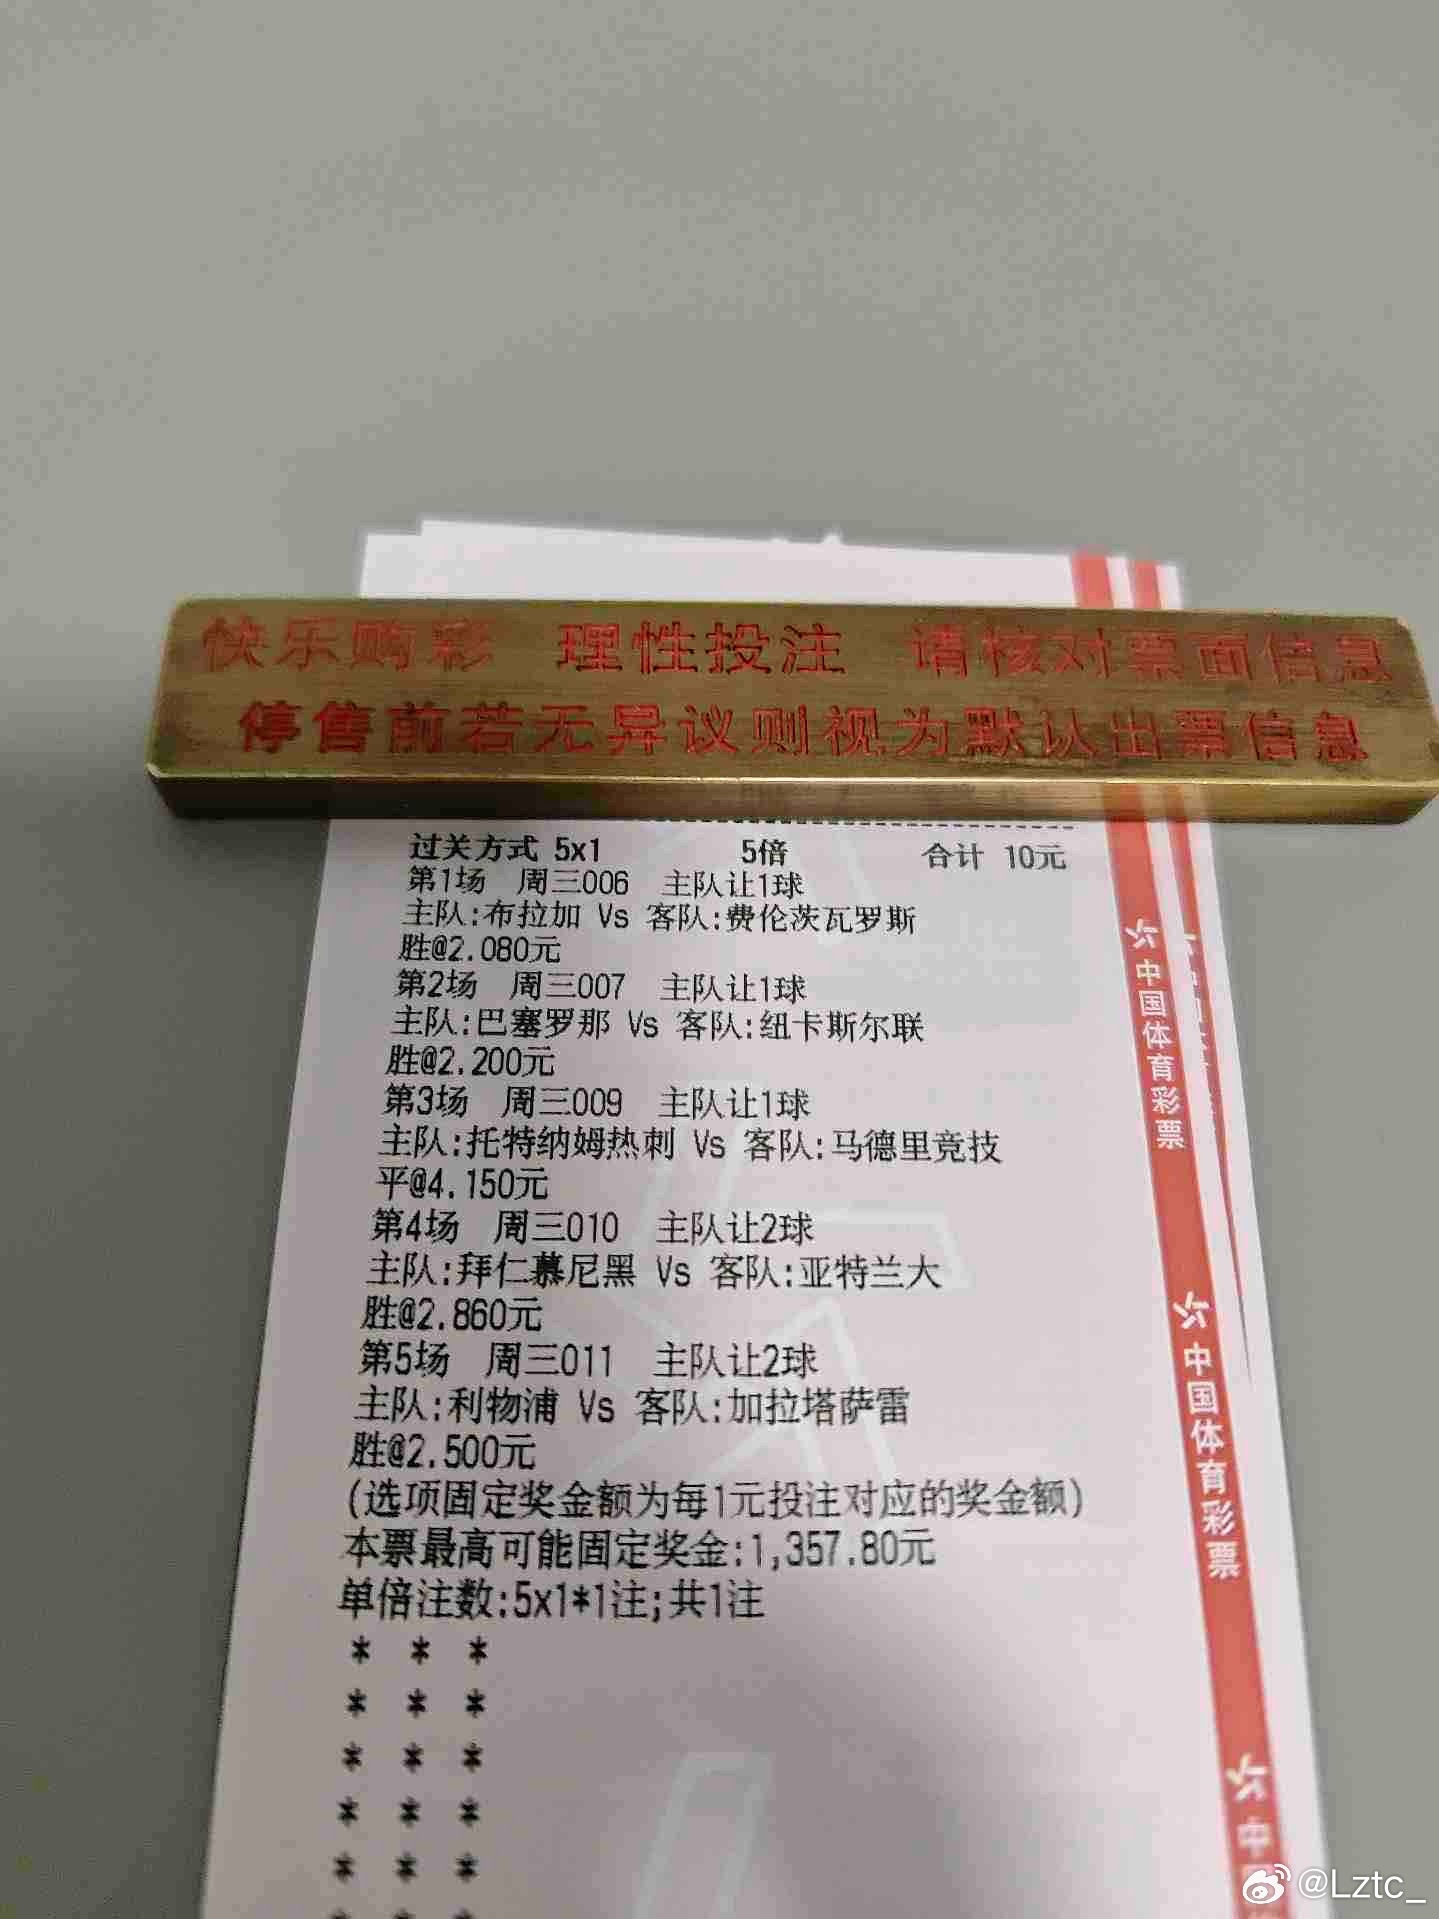 快乐购彩 理性投注 请核对票面信息
停售前若无异议则视为默认出票信息
过关方式 5x1 5倍 合计 10元
第1场 周三006 主队让1球
主队:布拉加 Vs 客队:费伦茨瓦罗斯
胜@2.080元
第2场 周三007 主队让1球
主队:巴塞罗那 Vs 客队:纽卡斯尔联
胜@2.200元
第3场 周三009 主队让1球
主队:托特纳姆热刺 Vs 客队:马德里竞技
平@4.150元
第4场 周三010 主队让2球
主队:拜仁慕尼黑 Vs 客队:亚特兰大
胜@2.860元
第5场 周三011 主队让2球
主队:利物浦 Vs 客队:加拉塔萨雷
胜@2.500元
(选项固定奖金额为每1元投注对应的奖金额)
本票最高可能固定奖金:1,357.80元
单倍注数:5x1*1注;共1注
* * *
* * *
* * *
* * *
* * *
中国体育彩票
中国体育彩票
中
@Lztc_